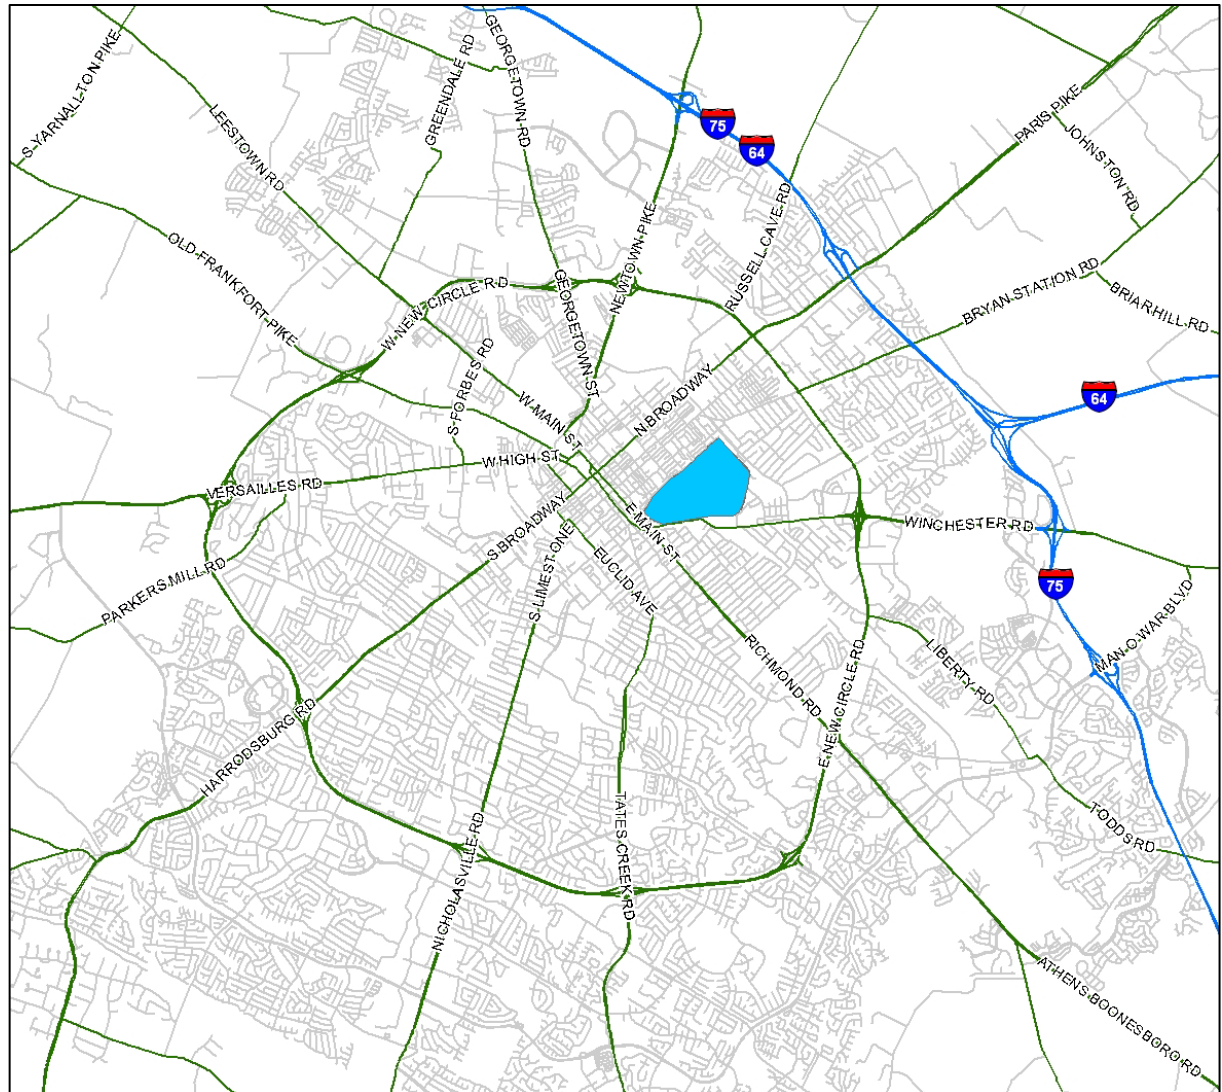 S YARNALLTON PIKE
LEESTOWN RD
GREENDALE RD
GEORGETOWN RD
75
64
PARIS PIKE
JOHNSTON RD
OLD FRANKFORT PIKE
NEWTOWN PIKE
RUSSELL CAVE RD
W NEW CIRCLE RD
GEORGETOWN ST
BRYAN STATION RD
BRIAR HILL RD
S FORBES RD
W MAIN ST
N BROADWAY
64
W HIGH ST
VERSAILLES RD
S BROADWAY
E MAIN ST
WINCHESTER RD
PARKERS MILL RD
S LIMESTONE
EUCLID AVE
75
MAN O WAR BLVD
LIBERTY RD
RICHMOND RD
E NEW CIRCLE RD
HARRODSBURG RD
TATES CREEK RD
TODDS RD
NICHOLASVILLE RD
ATHENS BOONESBORO RD